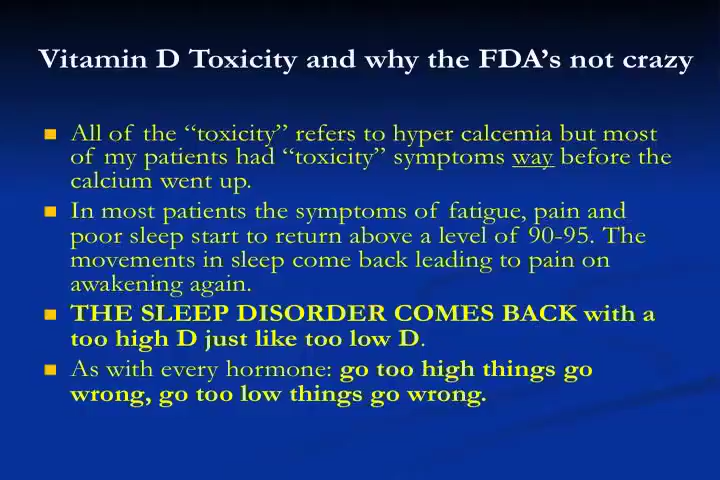 Vitamin D Toxicity and why the FDA’s not crazy
All of the “toxicity” refers to hyper calcemia but most
of my patients had “toxicity” symptoms way before the
calcium went up.
In most patients the symptoms of fatigue, pain and
poor sleep start to return above a level of 90-95. The
movements in sleep come back leading to pain on
awakening again.
THE SLEEP DISORDER COMES BACK with a
too high D just like too low D.
As with every hormone: go too high things go
wrong, go too low things go wrong.